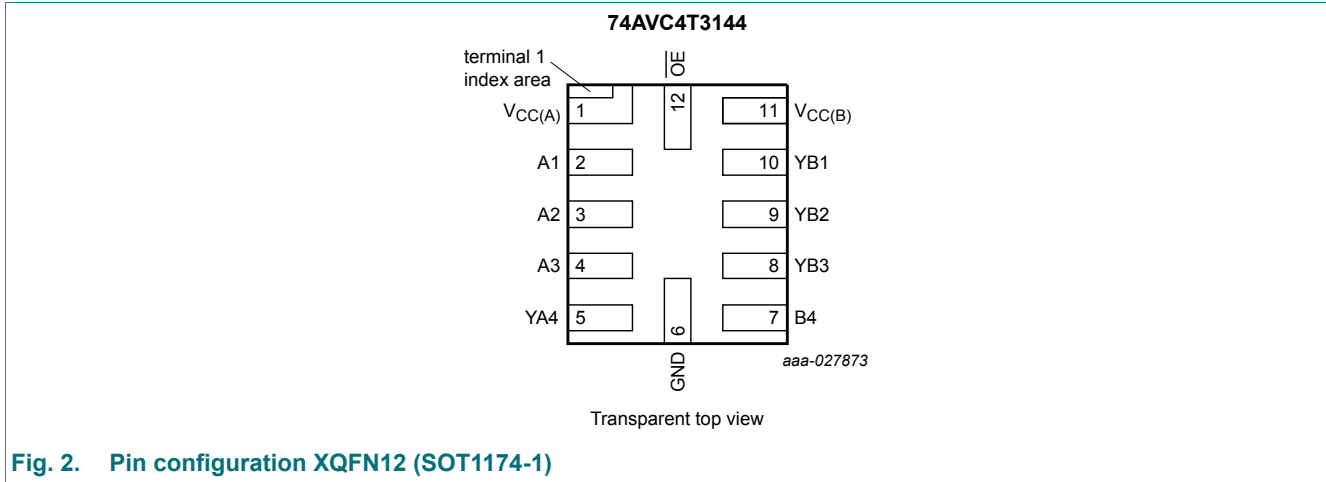 74AVC4T3144
terminal 1
index area
OE
12
VCC(A) 1
11 VCC(B)
A1 2
10 YB1
A2 3
9 YB2
A3 4
8 YB3
YA4 5
7 B4
6
GND
aaa-027873
Transparent top view
Fig. 2. Pin configuration XQFN12 (SOT1174-1)